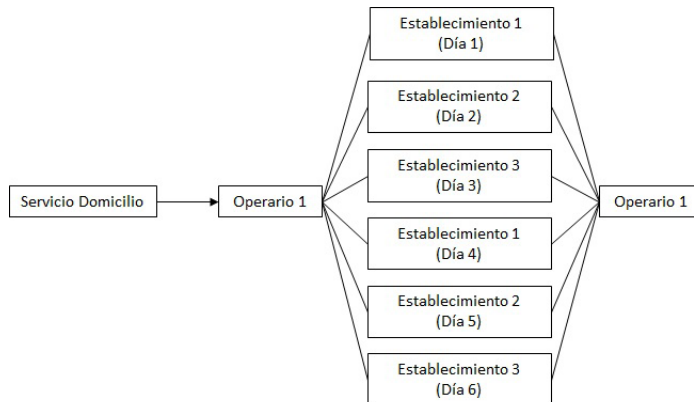 Establecimiento 1
(Día 1)
Establecimiento 2
(Día 2)
Establecimiento 3
(Día 3)
Servicio Domicilio
Operario 1
Operario 1
Establecimiento 1
(Día 4)
Establecimiento 2
(Día 5)
Establecimiento 3
(Día 6)